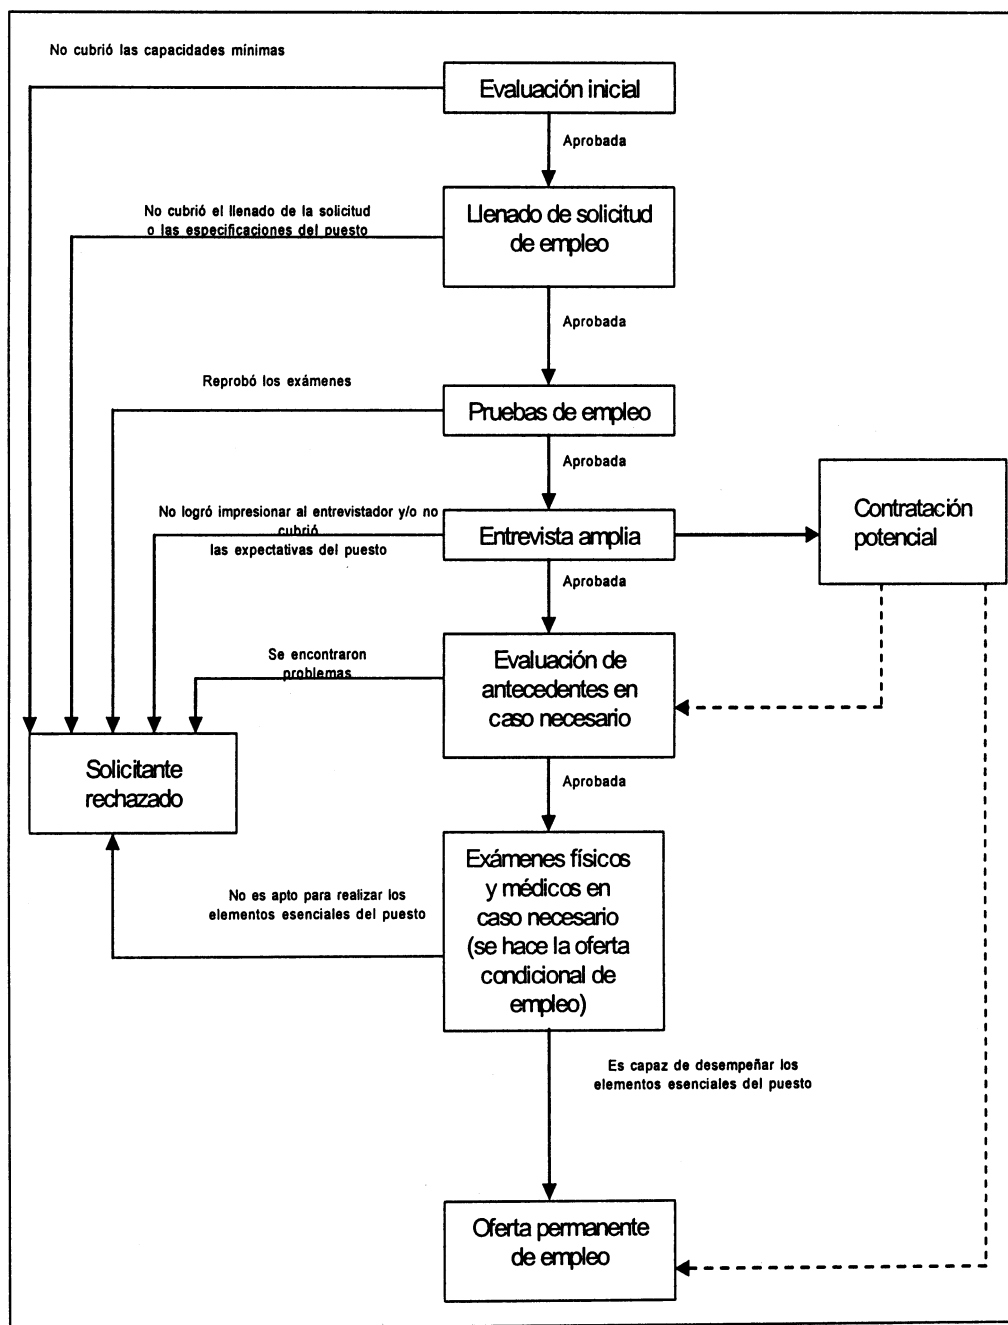 No cubrió las capacidades mínimas
Evaluación inicial
Aprobada
Llenado de solicitud
de empleo
No cubrió el llenado de la solicitud
o las especificaciones del puesto
Aprobada
Reprobó los exámenes
Pruebas de empleo
Aprobada
No logró impresionar al entrevistador y/o no
cubrió
las expectativas del puesto
Entrevista amplia
Contratación
potencial
Aprobada
Se encontraron
problemas
Evaluación de
antecedentes en
caso necesario
Solicitante
rechazado
Aprobada
No es apto para realizar los
elementos esenciales del puesto
Exámenes físicos
y médicos en
caso necesario
(se hace la oferta
condicional de
empleo)
Es capaz de desempeñar los
elementos esenciales del puesto
Oferta permanente
de empleo